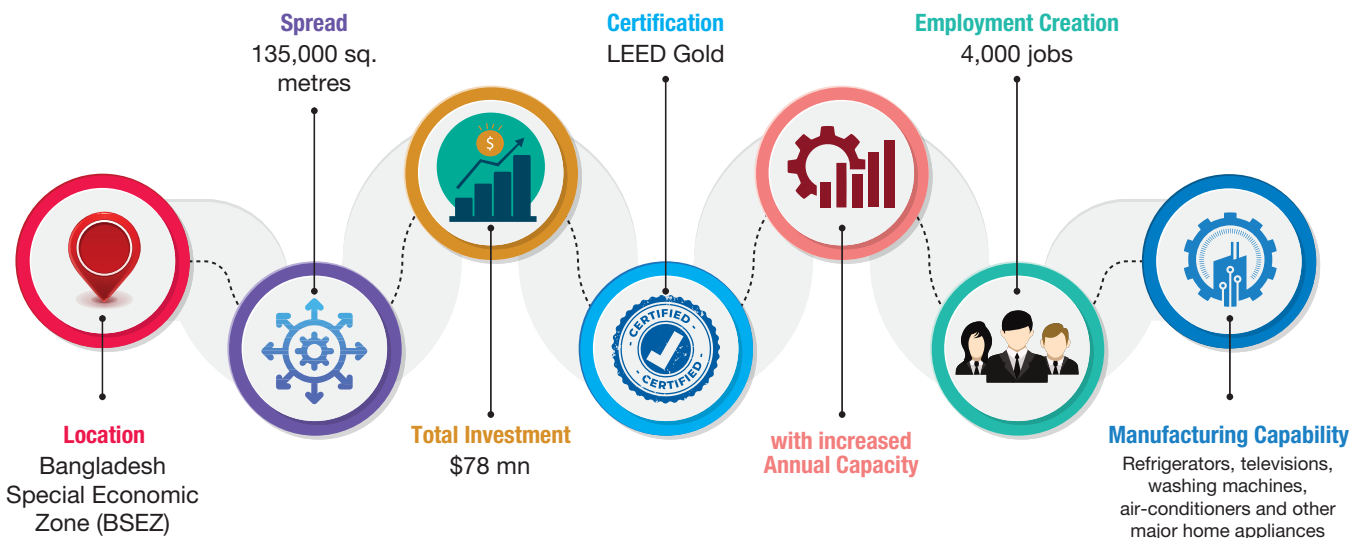 Spread
135,000 sq.
metres
Certification
LEED Gold
Employment Creation
4,000 jobs
$
- CERTIFIED -
- CERTIFIED -
Location
Bangladesh
Special Economic
Zone (BSEZ)
Total Investment
$78 mn
with increased
Annual Capacity
Manufacturing Capability
Refrigerators, televisions,
washing machines,
air-conditioners and other
major home appliances